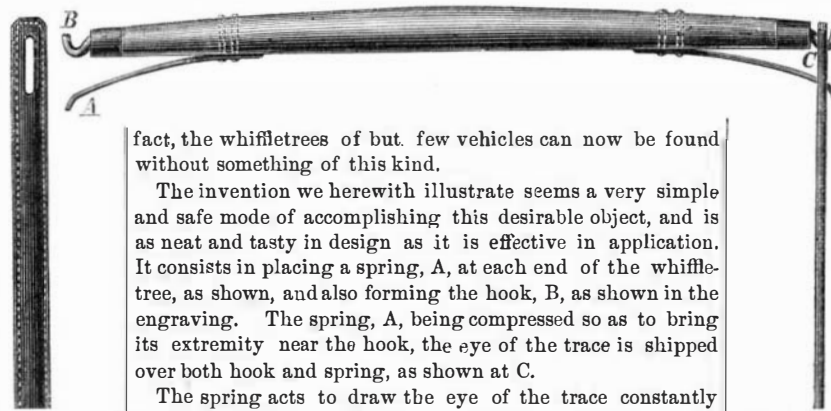 B
A
C
fact, the whiffletrees of but. few vehicles can now be found
without something of this kind.
The invention we herewith illustrate seems a very simple
and safe mode of accomplishing this desirable object, and is
as neat and tasty in design as it is effective in application.
It consists in placing a spring, A, at each end of the whiffle-
tree, as shown, and also forming the hook, B, as shown in the
engraving. The spring, A, being compressed so as to bring
its extremity near the hook, the eye of the trace is shipped
over both hook and spring, as shown at C.
The spring acts to draw the eye of the trace constantly